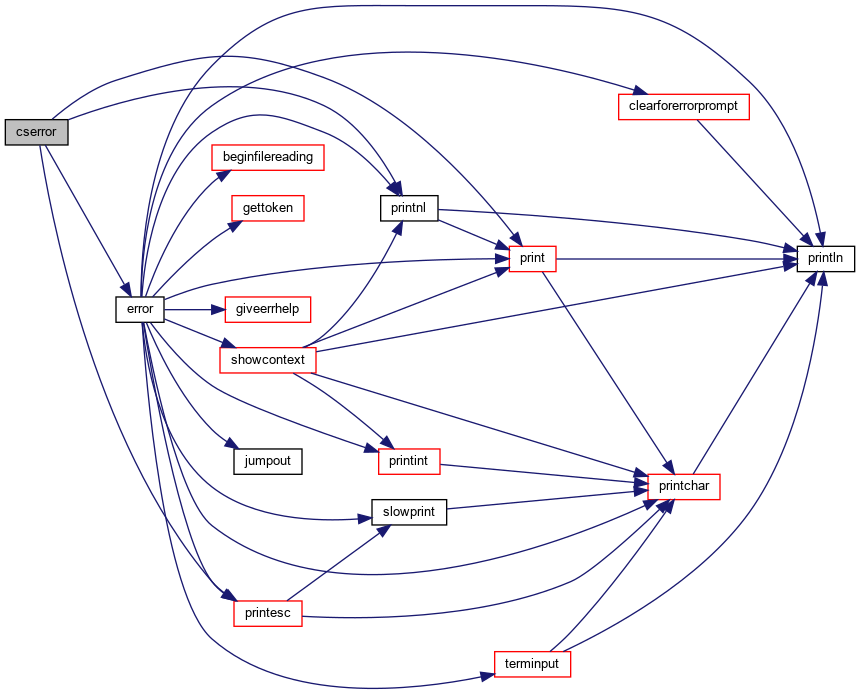 clearforerrorprompt
cserror
beginfilereading
gettoken
printnl
print
println
error
giveerrhelp
showcontext
jumpout
printint
printchar
slowprint
printesc
terminput